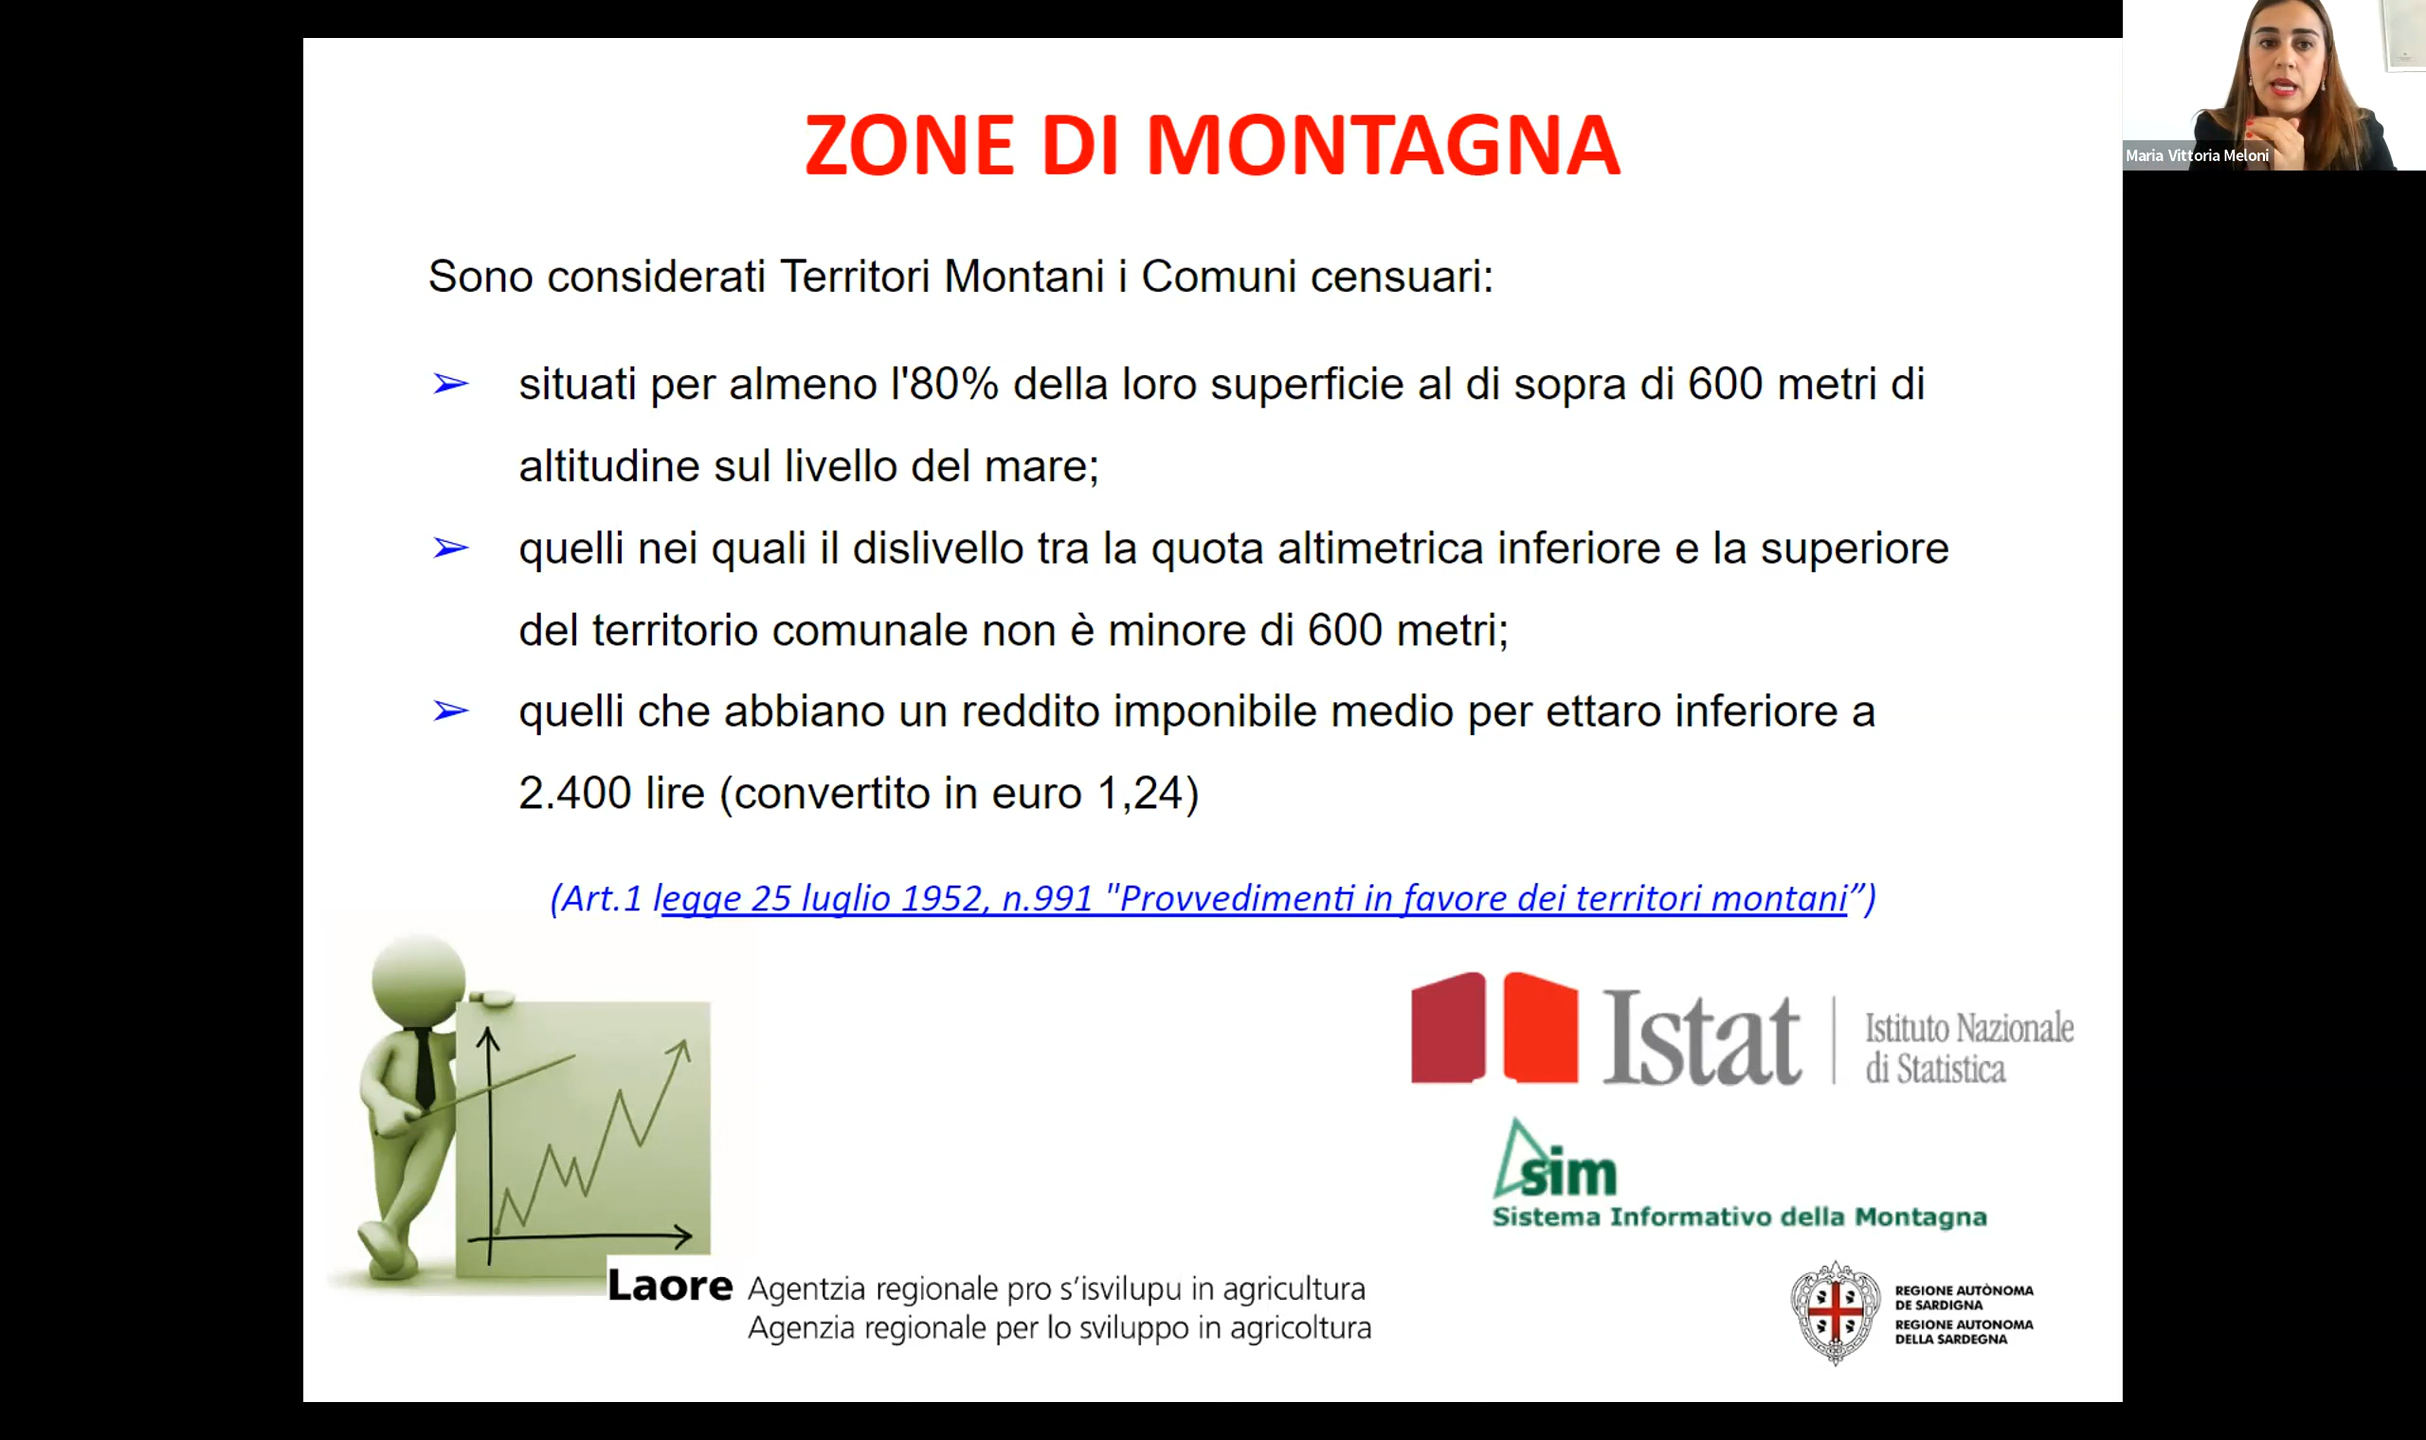 ZONE DI MONTAGNA
Maria Vittoria Meloni
Sono considerati Territori Montani i Comuni censuari:
➢ situati per almeno l'80% della loro superficie al di sopra di 600 metri di
altitudine sul livello del mare;
➢ quelli nei quali il dislivello tra la quota altimetrica inferiore e la superiore
del territorio comunale non è minore di 600 metri;
➢ quelli che abbiano un reddito imponibile medio per ettaro inferiore a
2.400 lire (convertito in euro 1,24)
(Art.1 legge 25 luglio 1952, n.991 "Provvedimenti in favore dei territori montani”)
Istat
Istituto Nazionale
di Statistica
sim
Sistema Informativo della Montagna
Laore Agentzia regionale pro s’isvilupu in agricultura
Agenzia regionale per lo sviluppo in agricoltura
REGIONE AUTÒNOMA
DE SARDIGNA
REGIONE AUTONOMA
DELLA SARDEGNA